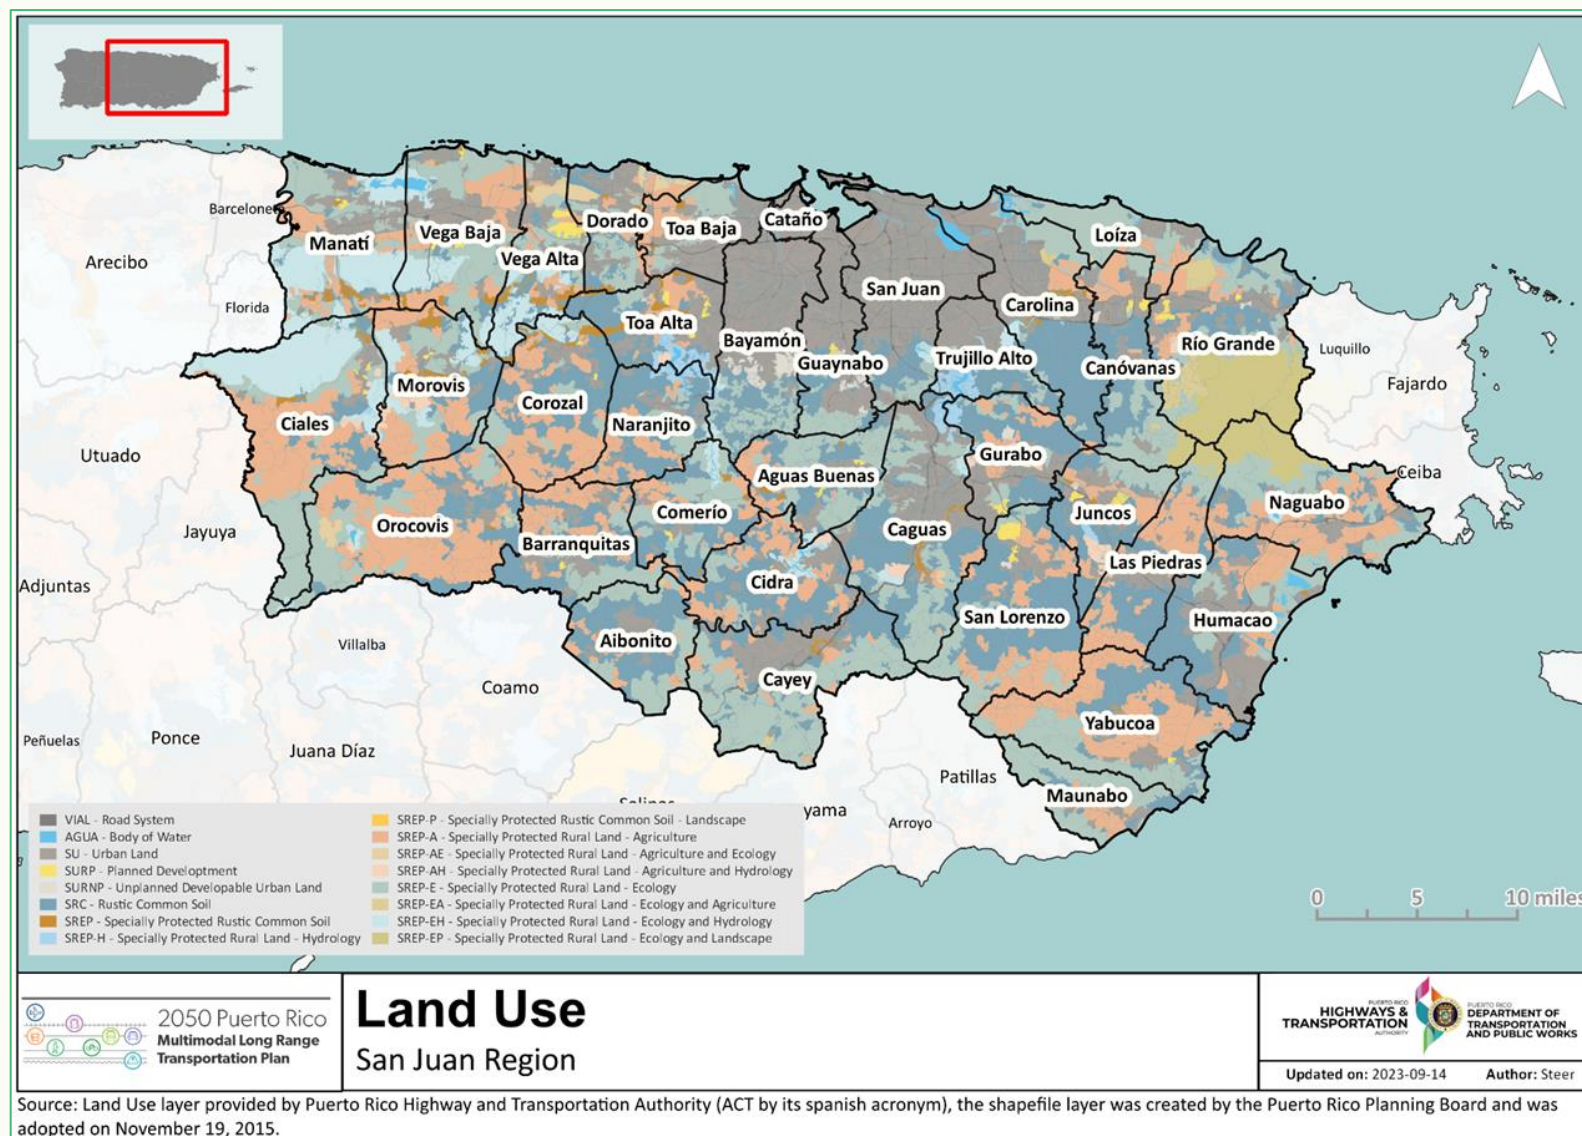 Barceloneta
Manatí
Vega Baja
Vega Alta
Dorado
Toa Baja
Cataño
Loíza
Arecibo
Florida
San Juan
Carolina
Toa Alta
Bayamón
Guaynabo
Trujillo Alto
Canóvanas
Río Grande
Luquillo
Fajardo
Morovis
Ciales
Corozal
Naranjito
Utuado
Aguas Buenas
Gurabo
Ceiba
Naguabo
Jayuya
Orocovis
Comerío
Juncos
Barranquitas
Caguas
Las Piedras
Adjuntas
Cidra
San Lorenzo
Humacao
Villalba
Aibonito
Coamo
Cayey
Yabucoa
Peñuelas
Ponce
Juana Díaz
Patillas
Maunabo
Salinas
yama
Arroyo
VIAL - Road System
AGUA - Body of Water
SU - Urban Land
SURP - Planned Developtment
SURNP - Unplanned Developable Urban Land
SRC - Rustic Common Soil
SREP - Specially Protected Rustic Common Soil
SREP-H - Specially Protected Rural Land - Hydrology
SREP-P - Specially Protected Rustic Common Soil - Landscape
SREP-A - Specially Protected Rural Land - Agriculture
SREP-AE - Specially Protected Rural Land - Agriculture and Ecology
SREP-AH - Specially Protected Rural Land - Agriculture and Hydrology
SREP-E - Specially Protected Rural Land - Ecology
SREP-EA - Specially Protected Rural Land - Ecology and Agriculture
SREP-EH - Specially Protected Rural Land - Ecology and Hydrology
SREP-EP - Specially Protected Rural Land - Ecology and Landscape
0 5 10 miles
2050 Puerto Rico
Multimodal Long Range
Transportation Plan
Land Use
San Juan Region
PUERTO RICO
HIGHWAYS &
TRANSPORTATION
AUTHORITY
PUERTO RICO
DEPARTMENT OF
TRANSPORTATION
AND PUBLIC WORKS
Updated on: 2023-09-14 Author: Steer
Source: Land Use layer provided by Puerto Rico Highway and Transportation Authority (ACT by its spanish acronym), the shapefile layer was created by the Puerto Rico Planning Board and was
adopted on November 19, 2015.